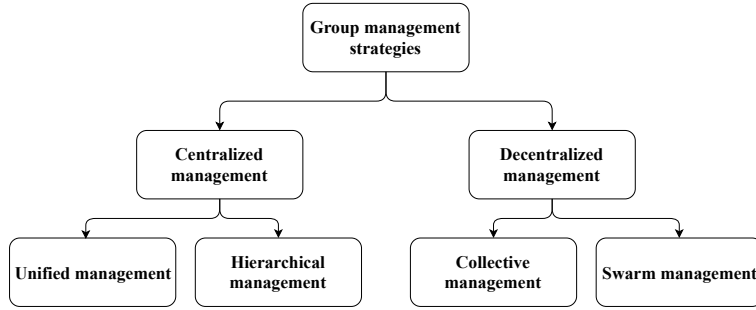 Group management
strategies
Centralized
management
Decentralized
management
Unified management
Hierarchical
management
Collective
management
Swarm management